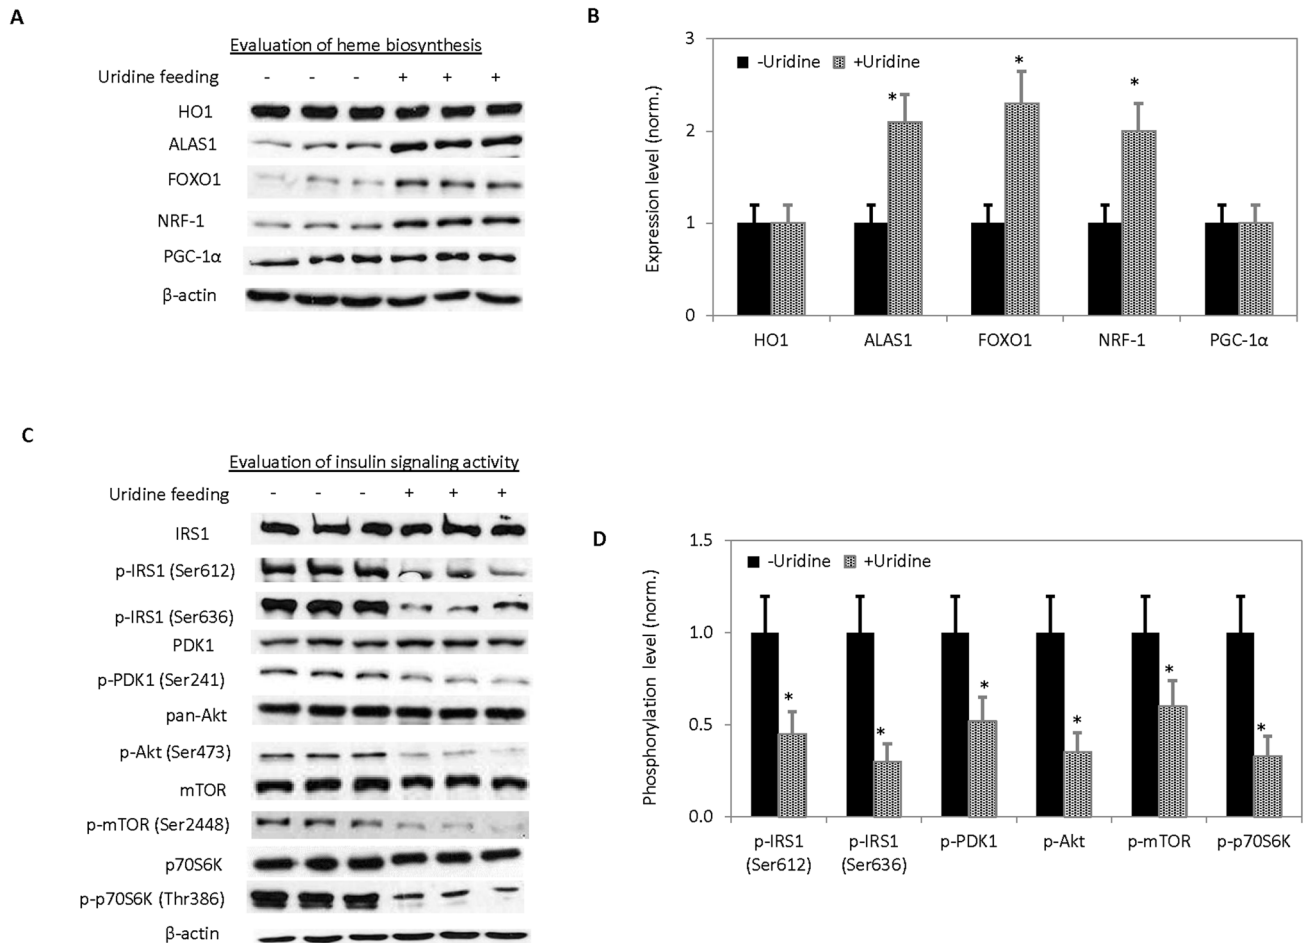 A
Evaluation of heme biosynthesis
Uridine feeding - - - + + +
HO1
ALAS1
FOXO1
NRF-1
PGC-1α
β-actin
B
Expression level (norm.)
3
2
1
0
-Uridine +Uridine
*
*
*
HO1 ALAS1 FOXO1 NRF-1 PGC-1α
C
Evaluation of insulin signaling activity
Uridine feeding - - - + + +
IRS1
p-IRS1 (Ser612)
p-IRS1 (Ser636)
PDK1
p-PDK1 (Ser241)
pan-Akt
p-Akt (Ser473)
mTOR
p-mTOR (Ser2448)
p70S6K
p-p70S6K (Thr386)
β-actin
D
Phosphorylation level (norm.)
1.5
1.0
0.5
0.0
-Uridine +Uridine
* * * * * *
p-IRS1 p-IRS1 p-PDK1 p-Akt p-mTOR p-p70S6K
(Ser612) (Ser636)